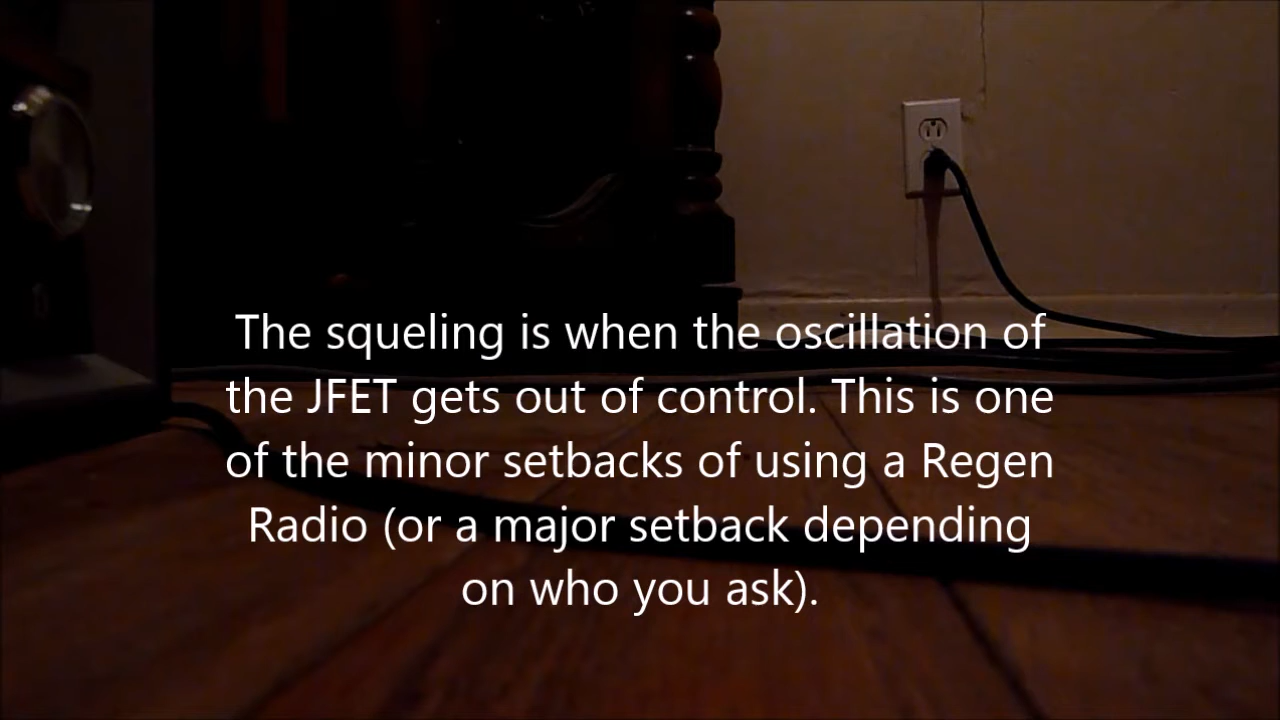 The squeling is when the oscillation of
the JFET gets out of control. This is one
of the minor setbacks of using a Regen
Radio (or a major setback depending
on who you ask).